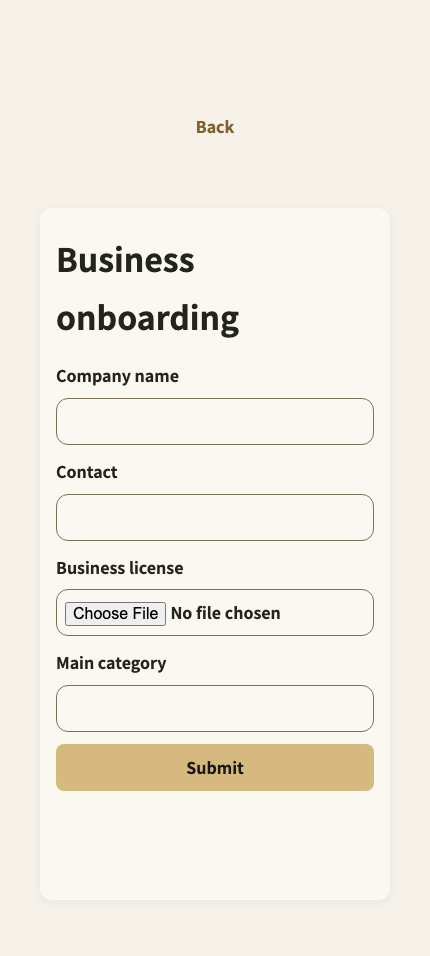 Back
Business
onboarding
Company name
Contact
Business license
Choose File No file chosen
Main category
Submit